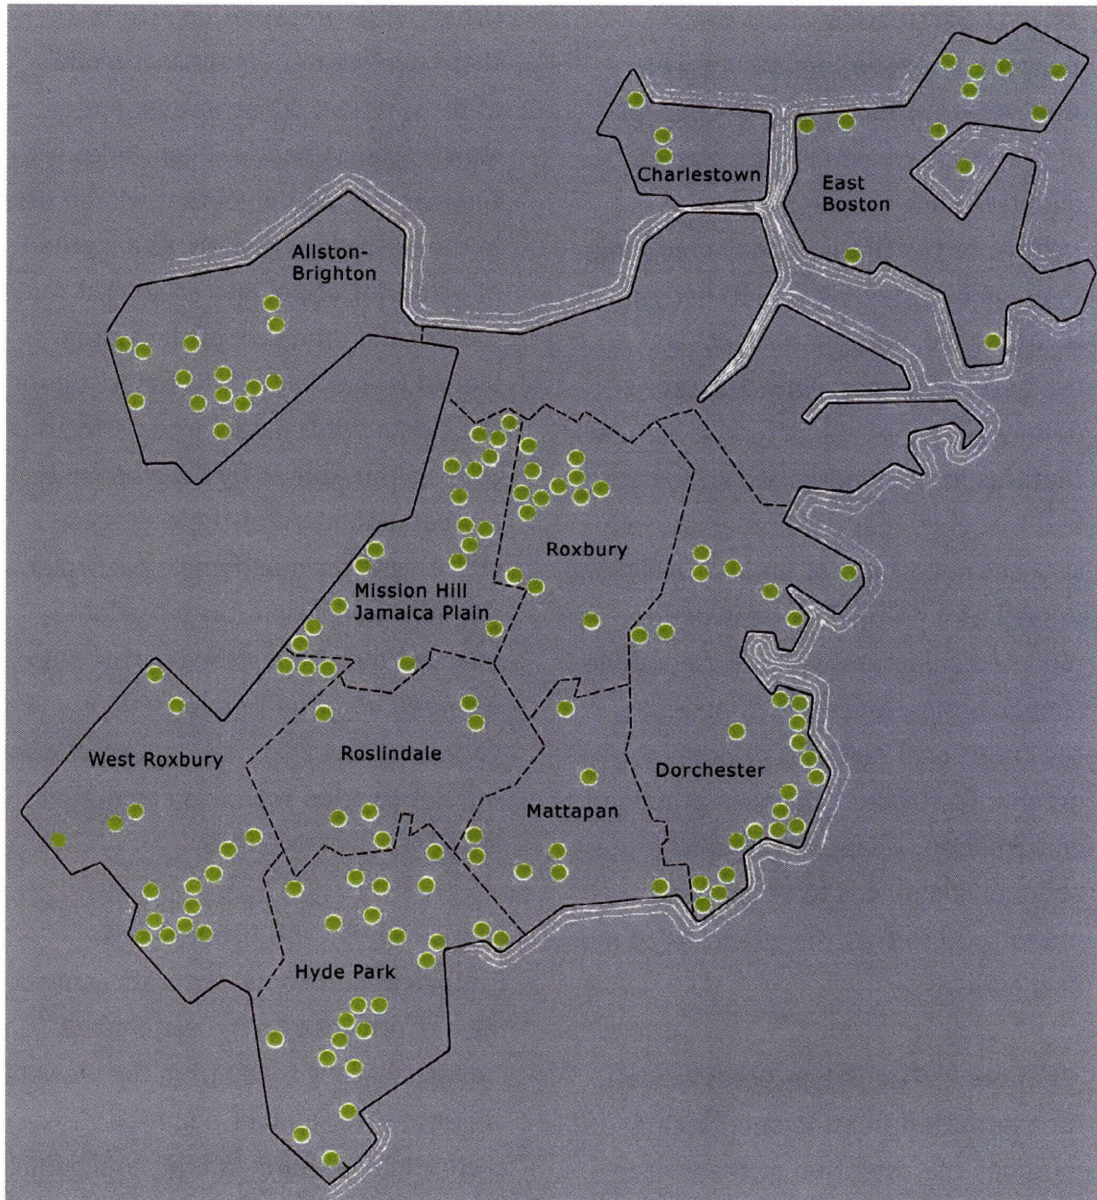 Charlestown
East
Boston
Allston-
Brighton
Roxbury
Mission Hill
Jamaica Plain
West Roxbury
Roslindale
Dorchester
Mattapan
Hyde Park